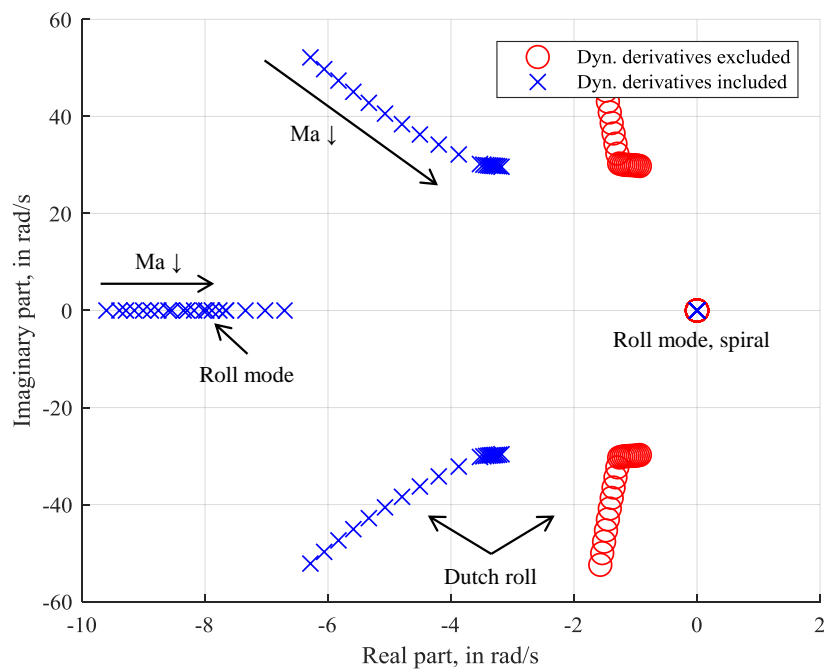 60
Dyn. derivatives excluded
Dyn. derivatives included
40
Ma ↓
20
Ma ↓
0
Roll mode, spiral
Roll mode
-20
-40
Dutch roll
-60
-10
-8
-6
-4
-2
0
2
Real part, in rad/s
Imaginary part, in rad/s